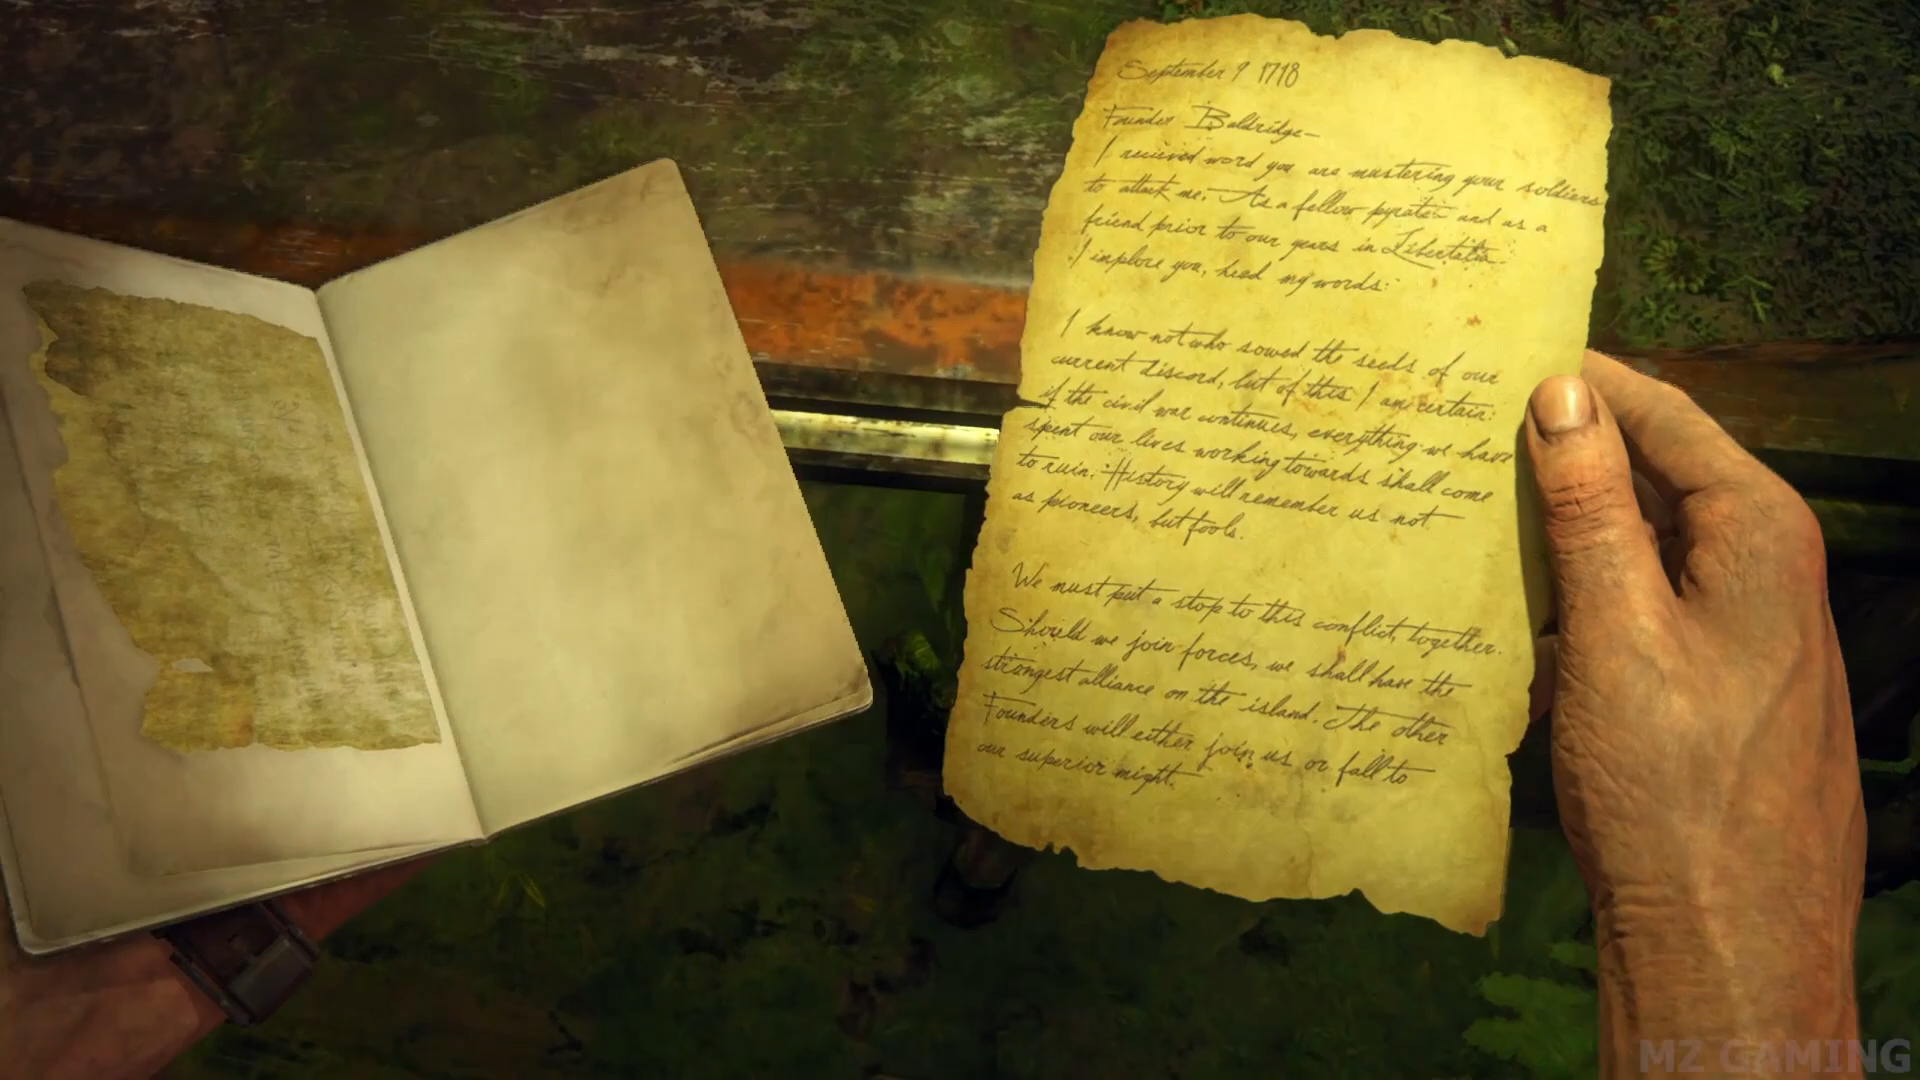 September 9 1718
Founder Baldridge-
I recieved word you are mustering your soldiers
to attack me. As a fellow pyrate- and as a
friend prior to our years in Libertalia-
I implore you, heed my words:
I know not who sowed the seeds of our
current discord, but of this I am certain:
if the civil war continues, everything we have
spent our lives working towards shall come
to ruin. History will remember us not
as pioneers, but fools.
We must put a stop to this conflict, together.
Should we join forces, we shall have the
strongest alliance on the island. The other
Founders will either join us or fall to
our superior might.
MZ GAMING